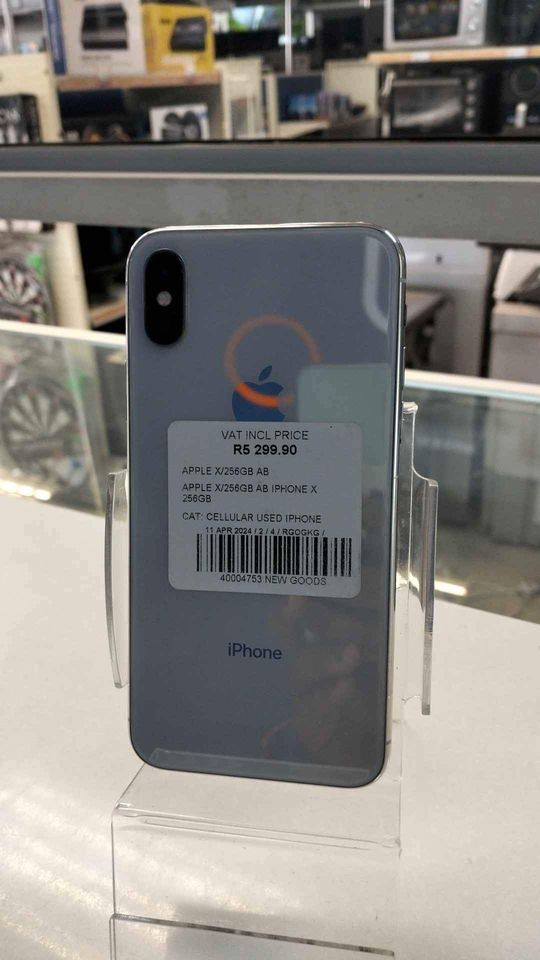 VAT INCL PRICE
R5 299.90
APPLE X/256GB AB
APPLE X/256GB AB IPHONE X
256GB
CAT: CELLULAR USED IPHONE
11 APR 2024 / 2 / 4 / RGOGKG /
40004753 NEW GOODS
iPhone